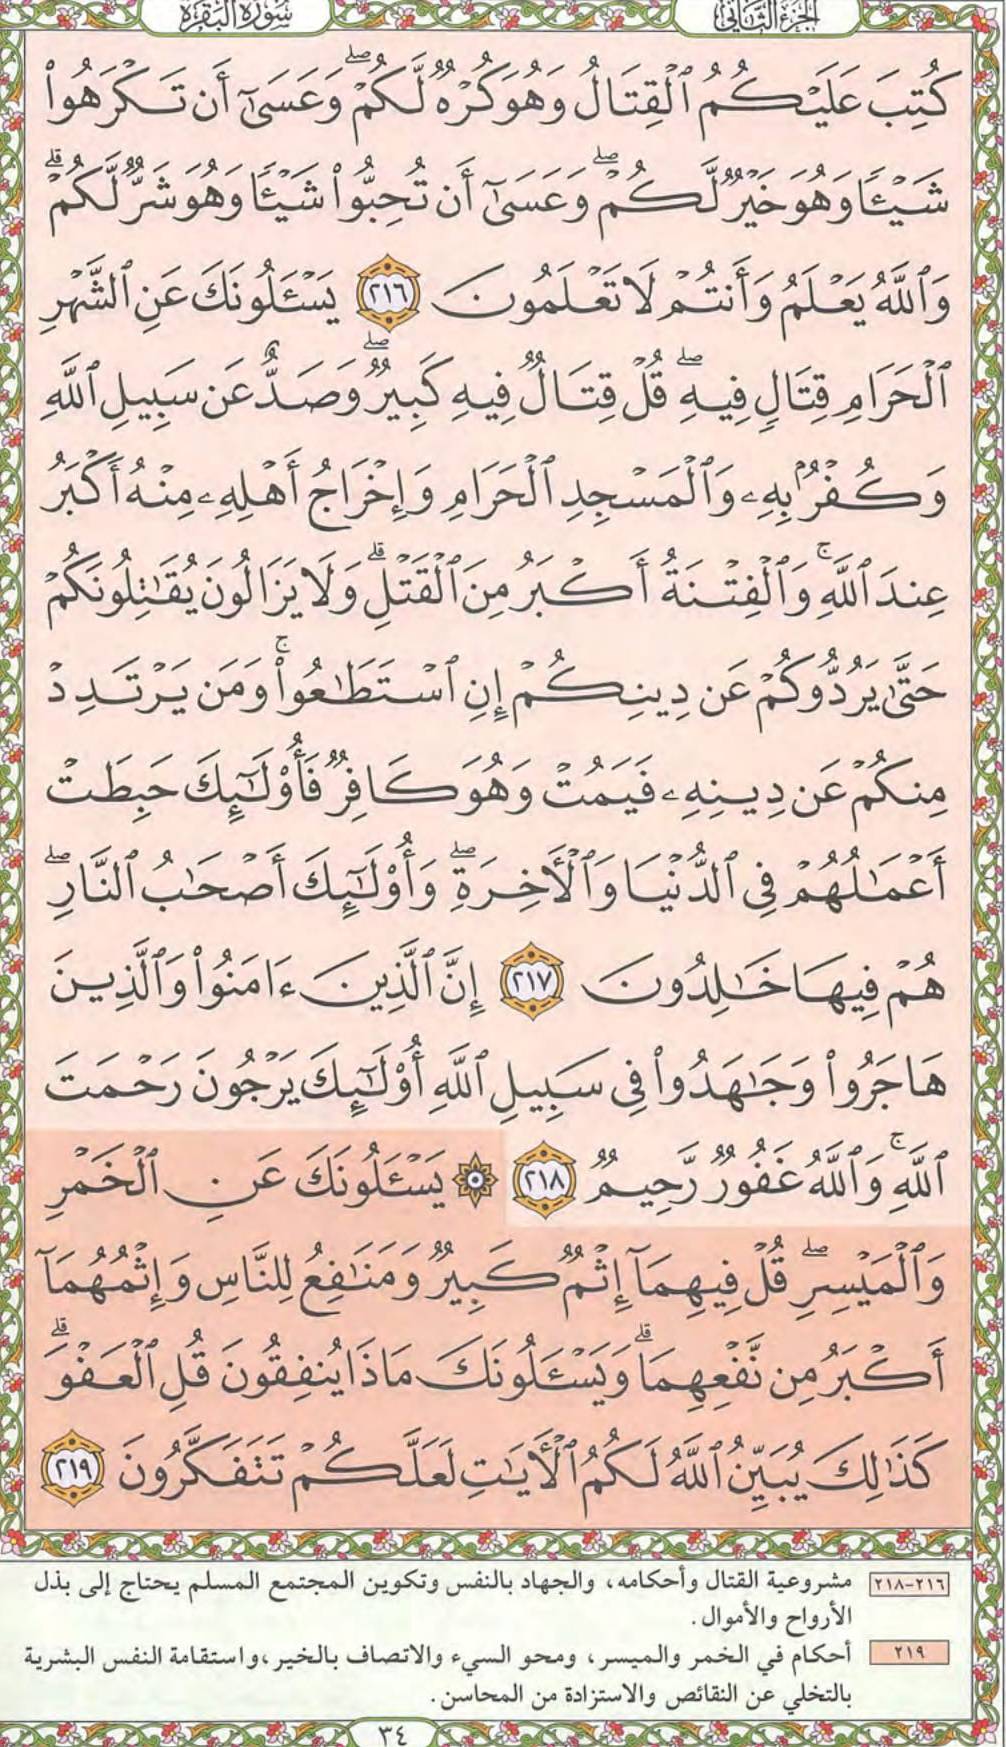 الجزء الثاني
سورة البقرة
كُتِبَ عَلَيْكُمُ ٱلْقِتَالُ وَهُوَ كُرْهٌ لَّكُمْ ۖ وَعَسَىٰٓ أَن تَكْرَهُوا۟
شَيْـًٔا وَهُوَ خَيْرٌ لَّكُمْ ۖ وَعَسَىٰٓ أَن تُحِبُّوا۟ شَيْـًٔا وَهُوَ شَرٌّ لَّكُمْ ۗ
وَٱللَّهُ يَعْلَمُ وَأَنتُمْ لَا تَعْلَمُونَ ٢١٦ يَسْـَٔلُونَكَ عَنِ ٱلشَّهْرِ
ٱلْحَرَامِ قِتَالٍ فِيهِ ۖ قُلْ قِتَالٌ فِيهِ كَبِيرٌ ۖ وَصَدٌّ عَن سَبِيلِ ٱللَّهِ
وَكُفْرٌۢ بِهِۦ وَٱلْمَسْجِدِ ٱلْحَرَامِ وَإِخْرَاجُ أَهْلِهِۦ مِنْهُ أَكْبَرُ
عِندَ ٱللَّهِ ۚ وَٱلْفِتْنَةُ أَكْبَرُ مِنَ ٱلْقَتْلِ ۗ وَلَا يَزَالُونَ يُقَـٰتِلُونَكُمْ
حَتَّىٰ يَرُدُّوكُمْ عَن دِينِكُمْ إِنِ ٱسْتَطَـٰعُوا۟ ۚ وَمَن يَرْتَدِدْ
مِنكُمْ عَن دِينِهِۦ فَيَمُتْ وَهُوَ كَافِرٌ فَأُو۟لَـٰٓئِكَ حَبِطَتْ
أَعْمَـٰلُهُمْ فِى ٱلدُّنْيَا وَٱلْـَٔاخِرَةِ ۖ وَأُو۟لَـٰٓئِكَ أَصْحَـٰبُ ٱلنَّارِ ۖ
هُمْ فِيهَا خَـٰلِدُونَ ٢١٧ إِنَّ ٱلَّذِينَ ءَامَنُوا۟ وَٱلَّذِينَ
هَاجَرُوا۟ وَجَـٰهَدُوا۟ فِى سَبِيلِ ٱللَّهِ أُو۟لَـٰٓئِكَ يَرْجُونَ رَحْمَتَ
ٱللَّهِ ۚ وَٱللَّهُ غَفُورٌ رَّحِيمٌ ٢١٨ ۞ يَسْـَٔلُونَكَ عَنِ ٱلْخَمْرِ
وَٱلْمَيْسِرِ ۖ قُلْ فِيهِمَآ إِثْمٌ كَبِيرٌ وَمَنَـٰفِعُ لِلنَّاسِ وَإِثْمُهُمَآ
أَكْبَرُ مِن نَّفْعِهِمَا ۗ وَيَسْـَٔلُونَكَ مَاذَا يُنفِقُونَ قُلِ ٱلْعَفْوَ ۗ
كَذَٰلِكَ يُبَيِّنُ ٱللَّهُ لَكُمُ ٱلْـَٔايَـٰتِ لَعَلَّكُمْ تَتَفَكَّرُونَ ٢١٩
٢١٦-٢١٨ مشروعية القتال وأحكامه، والجهاد بالنفس وتكوين المجتمع المسلم يحتاج إلى بذل
الأرواح والأموال.
٢١٩ أحكام في الخمر والميسر، ومحو السيء والاتصاف بالخير، واستقامة النفس البشرية
بالتخلي عن النقائص والاستزادة من المحاسن.
٣٤